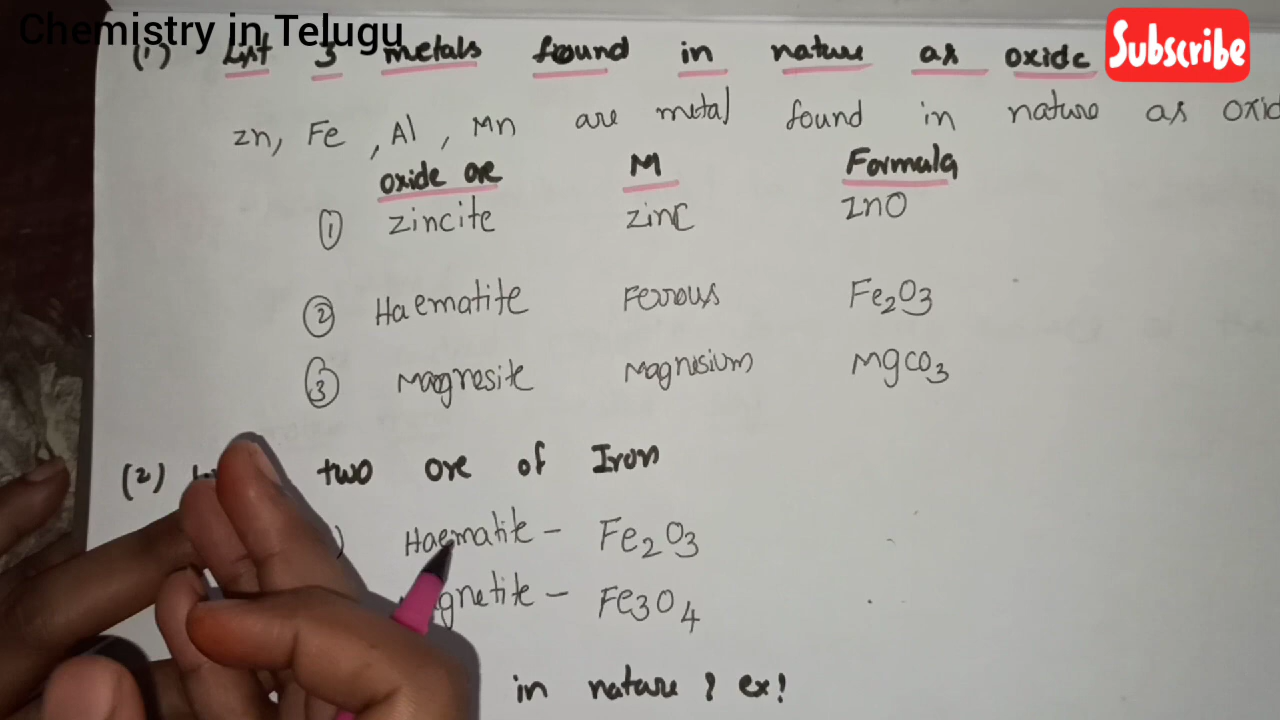 Chemistry in Telugu
Subscribe
(1) List 3 metals found in nature as oxide
Zn, Fe, Al, Mn are metal found in nature as oxid
oxide ore M Formula
① Zincite Zinc ZnO
② Haematite Ferrous Fe2O3
③ Magnesite Magnisium MgCO3
(2) two ore of Iron
) Haematite - Fe2O3
gnetite - Fe3O4
in nature ? ex!